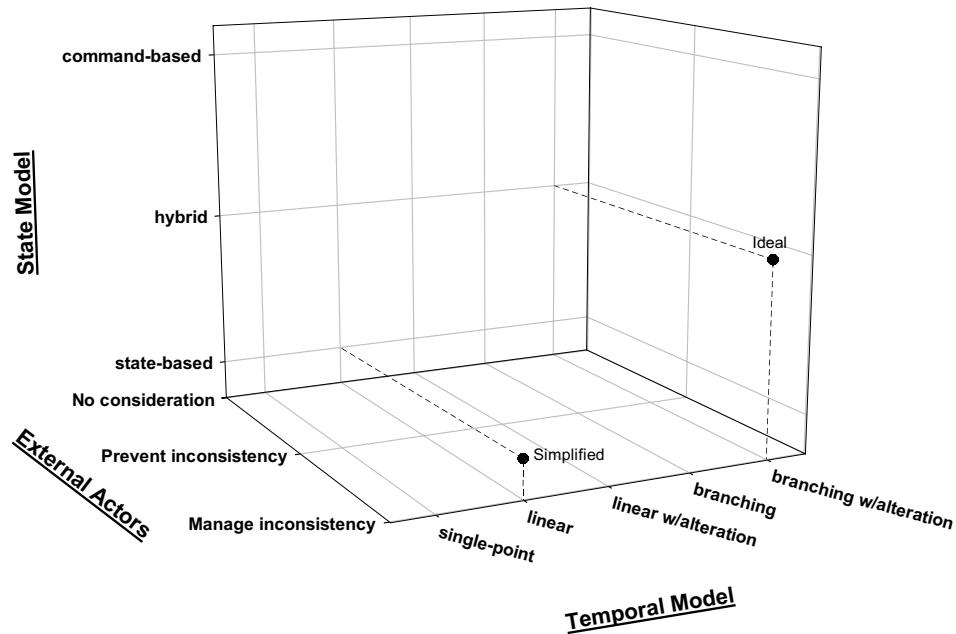 State Model
command-based
hybrid
state-based
No consideration
Prevent inconsistency
Manage inconsistency
External Actors
Ideal
Simplified
single-point
linear
linear w/alteration
branching
branching w/alteration
Temporal Model